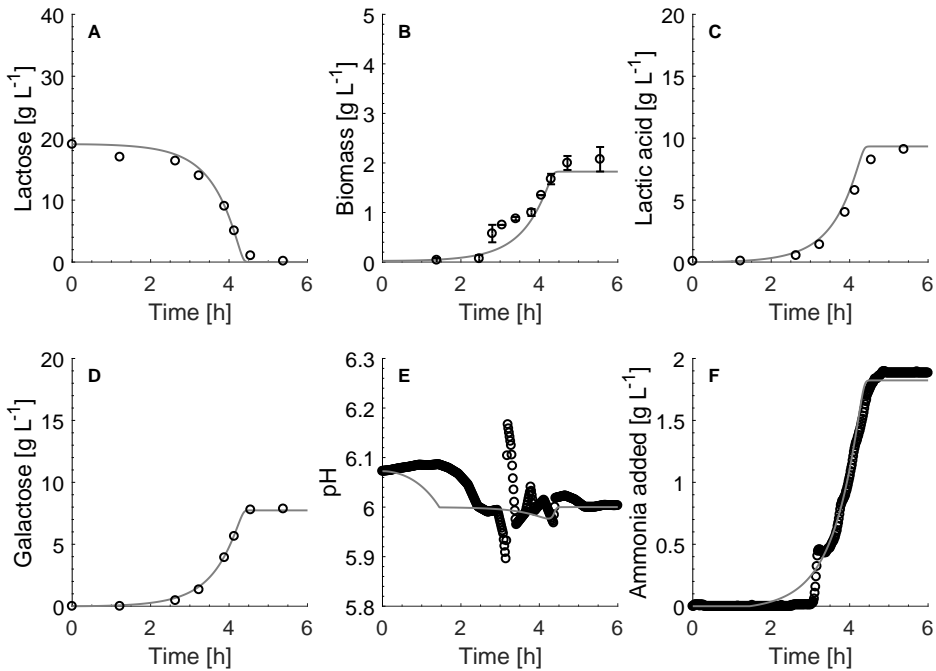 A
Lactose [g L-1]
40
30
20
10
0
0 2 4 6
Time [h]
B
Biomass [g L-1]
5
4
3
2
1
0
0 2 4 6
Time [h]
C
Lactic acid [g L-1]
20
15
10
5
0
0 2 4 6
Time [h]
D
Galactose [g L-1]
20
15
10
5
0
0 2 4 6
Time [h]
E
pH
6.3
6.2
6.1
6
5.9
5.8
0 2 4 6
Time [h]
F
Ammonia added [g L-1]
2
1.5
1
0.5
0
0 2 4 6
Time [h]